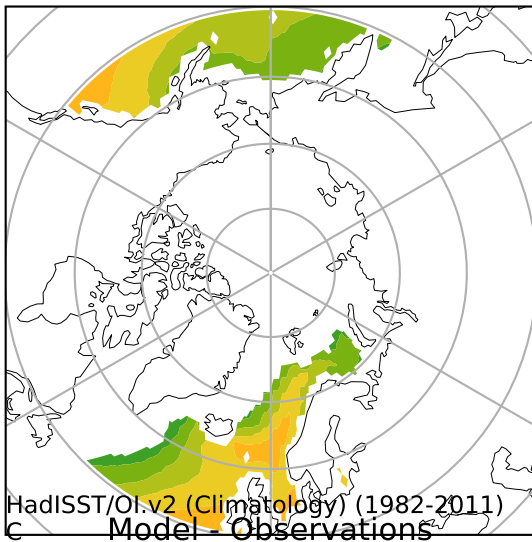 HadISST/OI.v2 (Climatology) (1982-2011)
C Model - Observations